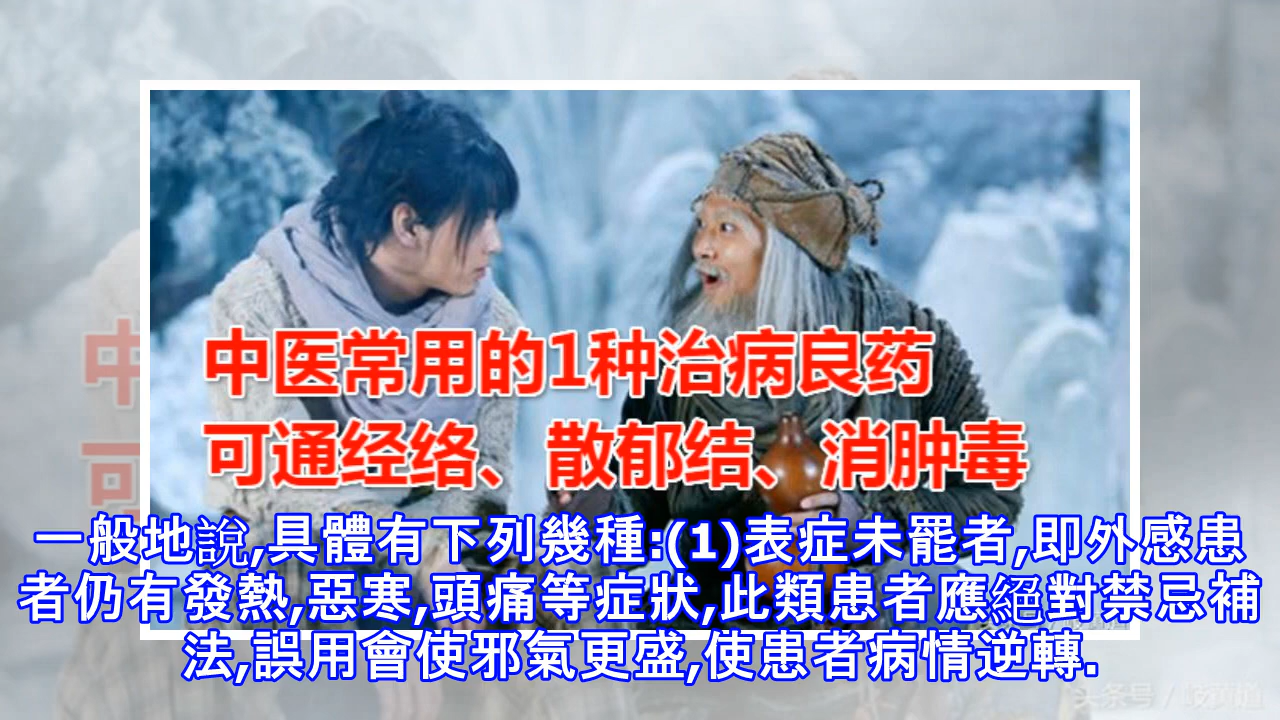 中医常用的1种治病良药
可通经络、散郁结、消肿毒
一般地說,具體有下列幾種:(1)表症未罷者,即外感患
者仍有發熱,惡寒,頭痛等症狀,此類患者應絕對禁忌補
法,誤用會使邪氣更盛,使患者病情逆轉.
中
可